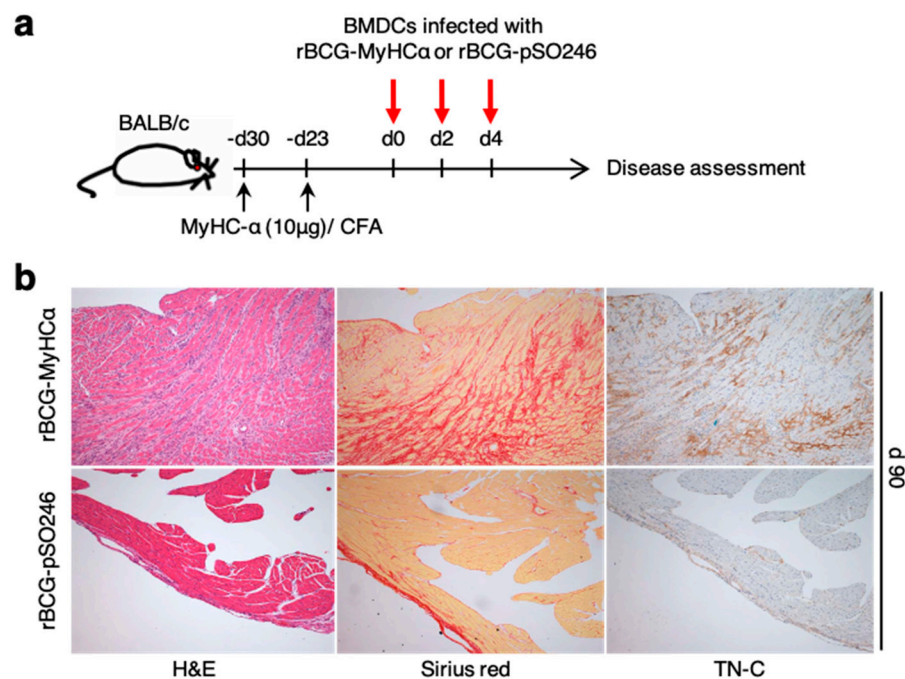 a
BMDCs infected with
rBCG-MyHCα or rBCG-pSO246
BALB/c
-d30
-d23
d0
d2
d4
Disease assessment
MyHC-α (10µg)/ CFA
b
rBCG-MyHCα
rBCG-pSO246
d 90
H&E
Sirius red
TN-C